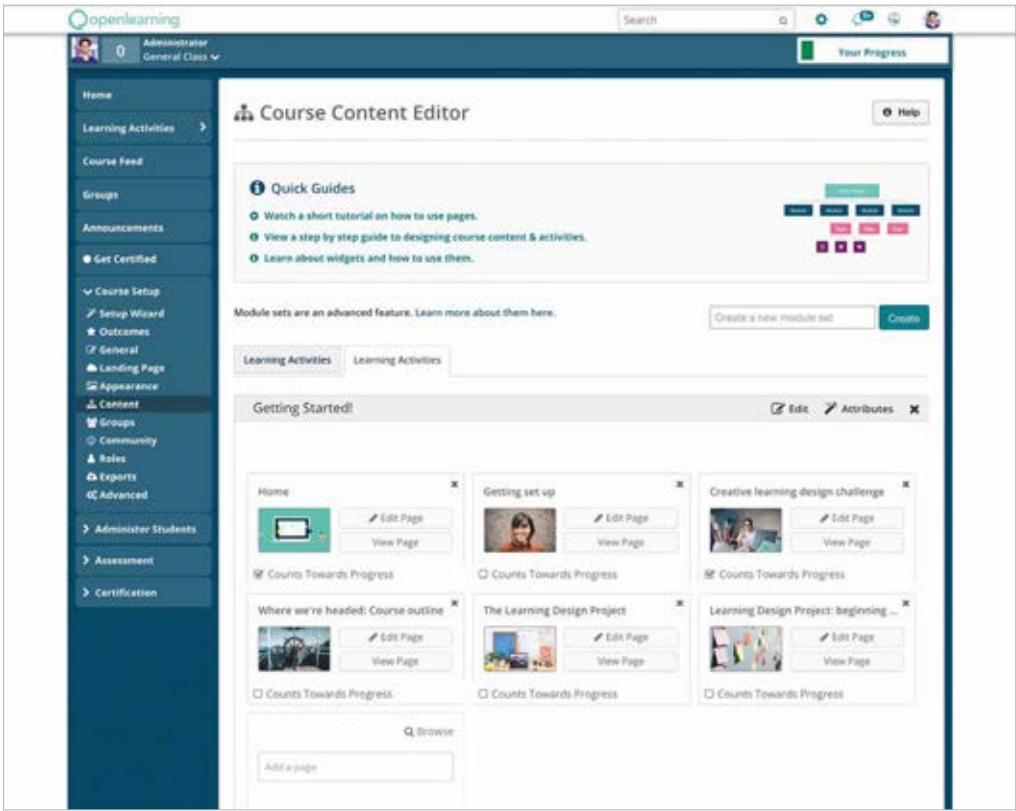 openlearning
Search
0
Administrator
General Class
Your Progress
Home
Learning Activities
Course Feed
Groups
Announcements
Get Certified
Course Setup
Setup Wizard
Outcomes
General
Landing Page
Appearance
Content
Groups
Community
Roles
Exports
Advanced
Administer Students
Assessment
Certification
Course Content Editor
Help
Quick Guides
Watch a short tutorial on how to use pages.
View a step by step guide to designing course content & activities.
Learn about widgets and how to use them.
Module sets are an advanced feature. Learn more about them here.
Create a new module set
Create
Learning Activities
Learning Activities
Getting Started!
Edit
Attributes
Home
Edit Page
View Page
Counts Towards Progress
Getting set up
Edit Page
View Page
Counts Towards Progress
Creative learning design challenge
Edit Page
View Page
Counts Towards Progress
Where we're headed: Course outline
Edit Page
View Page
Counts Towards Progress
The Learning Design Project
Edit Page
View Page
Counts Towards Progress
Learning Design Project: beginning ...
Edit Page
View Page
Counts Towards Progress
Browse
Add a page